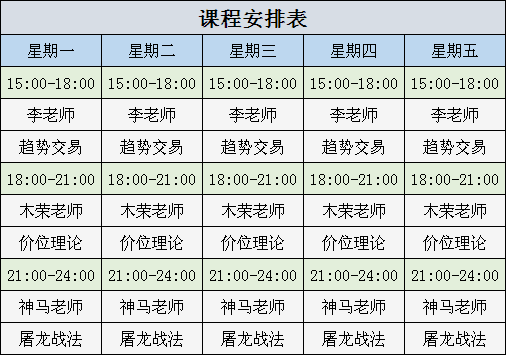 课程安排表
星期一 星期二 星期三 星期四 星期五
15:00-18:00 15:00-18:00 15:00-18:00 15:00-18:00 15:00-18:00
李老师 李老师 李老师 李老师 李老师
趋势交易 趋势交易 趋势交易 趋势交易 趋势交易
18:00-21:00 18:00-21:00 18:00-21:00 18:00-21:00 18:00-21:00
木荣老师 木荣老师 木荣老师 木荣老师 木荣老师
价位理论 价位理论 价位理论 价位理论 价位理论
21:00-24:00 21:00-24:00 21:00-24:00 21:00-24:00 21:00-24:00
神马老师 神马老师 神马老师 神马老师 神马老师
屠龙战法 屠龙战法 屠龙战法 屠龙战法 屠龙战法